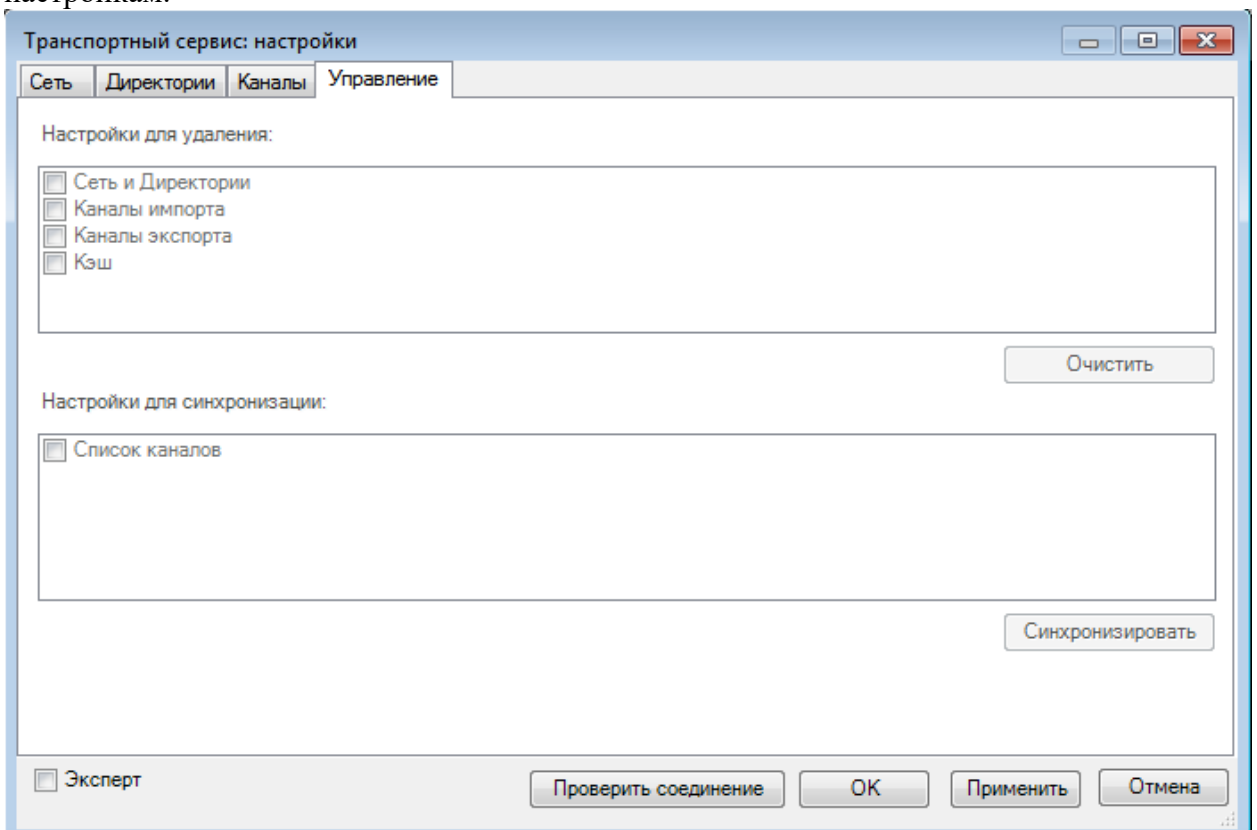 настройкам.
Транспортный сервис: настройки
Сеть Директории Каналы Управление
Настройки для удаления:
Сеть и Директории
Каналы импорта
Каналы экспорта
Кэш
Очистить
Настройки для синхронизации:
Список каналов
Синхронизировать
Эксперт Проверить соединение OK Применить Отмена